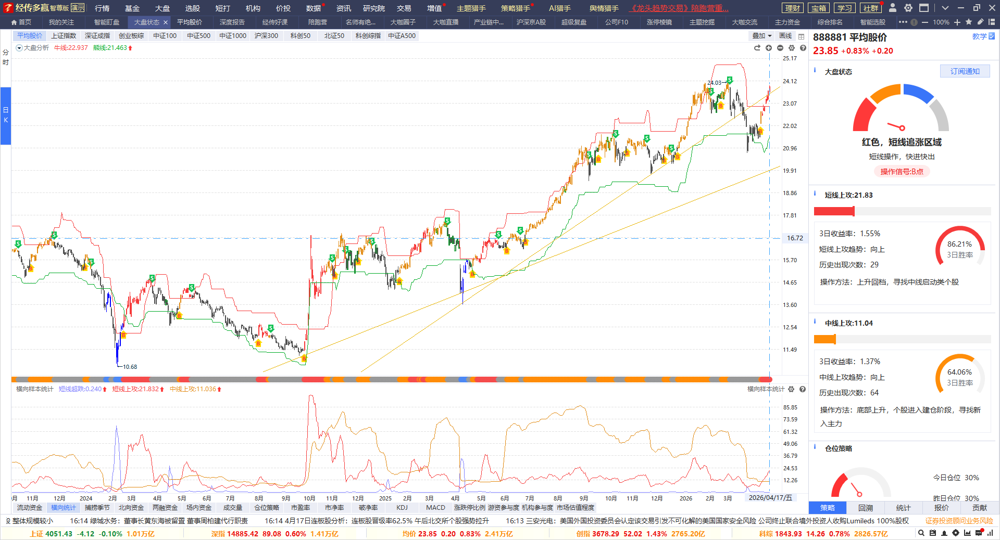 经传多赢 智尊版 演示 行情 基金 大盘 选股 短打 机构 价投 数据 资讯 研究院 交易 增值 主题猎手 策略猎手 AI猎手 舆情猎手 《龙头趋势交易》陪跑营重... 理财 宝箱 学习 社群
首页 我的关注 智能盯盘 大盘状态 × 平均股价 深度报告 经传好课 陪跑营 名师有绝... 大咖圈子 大咖直播 产业链中... 沪深京A股 超级复盘 公司F10 涨停棱镜 主题挖掘 大咖交流 主力资金 综合排名 智能选股 ••• 100%
分时
日K
平均股价 上证指数 深证成指 创业板综 中证100 中证500 中证1000 沪深300 科创50 北证50 科创综指 中证A500 叠加 画线
大盘分析 牛线:22.937 熊线:21.463
25.17
24.12
23.07
22.02
20.96
19.91
18.86
17.81
16.72
15.70
14.65
13.60
12.54
11.49
24.03
10.68
横向样本统计 短线超跌:0.240 短线上攻:21.832 中线上攻:11.036 横向样本统计
85.85
73.59
61.32
49.06
36.79
24.53
12.26
月 11月 12月 2024 2月 3月 4月 5月 6月 7月 8月 9月 10月 11月 12月 2025 2月 3月 4月 5月 6月 7月 8月 9月 10月 11月 12月 2026 2月 3月 2026/04/17/五
流动资金 横向统计 捕捞季节 北向资金 两融资金 场内资金 成交量 仓位策略 市盈率 市净率 破净率 KDJ MACD 涨跌停比例 游资参与度 机构参与度 市场估值程度
888881 平均股价 教学
23.85 +0.83% +0.20
大盘状态 订阅通知
红色，短线追涨区域
短线操作，快进快出
操作信号:B点
短线上攻:21.83
3日收益率：1.55%
短线上攻趋势：向上
历史出现次数：29
86.21%
3日胜率
操作方法：上升回档，寻找中线启动类个股
中线上攻:11.04
3日收益率：1.37%
中线上攻趋势：向上
历史出现次数：64
64.06%
3日胜率
操作方法：底部上升，个股进入建仓阶段，寻找新
入主力
仓位策略
今日仓位 30%
昨日仓位 30%
策略 回溯 统计 报价 贡献
整体规模较小 16:14 绿城水务：董事长黄东海被留置 董事周柏建代行职责 16:14 4月17日连板股分析：连板股晋级率62.5% 午后北交所个股强势拉升 16:13 三安光电：美国外国投资委员会认定该交易引发不可化解的美国国家安全风险 公司终止联合境外投资人收购Lumileds 100%股权 证券投资顾问业务风险
上证 4051.43 -4.12 -0.10% 1.01万亿 深指 14885.42 89.08 0.60% 1.41万亿 均价 23.85 0.20 0.83% 2.41万亿 创指 3678.29 52.02 1.43% 2765.20亿 科综 1843.93 14.26 0.78% 2826.57亿